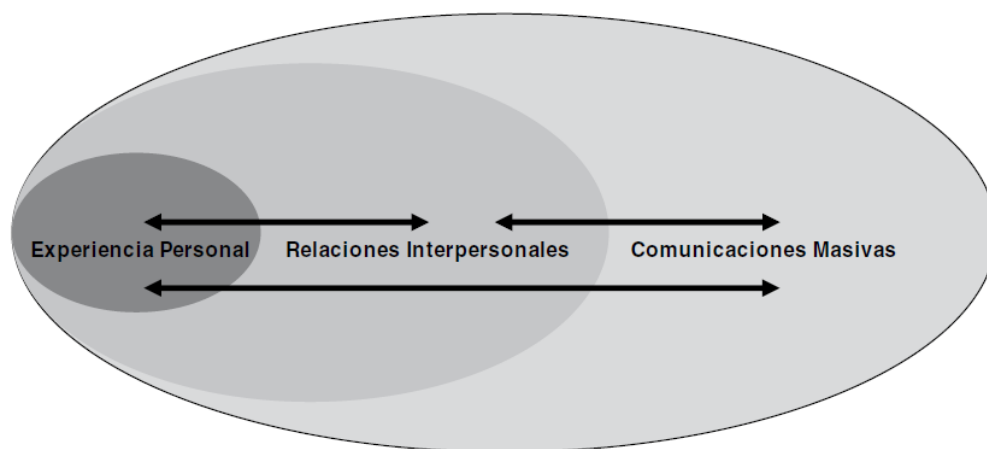 Experiencia Personal
Relaciones Interpersonales
Comunicaciones Masivas